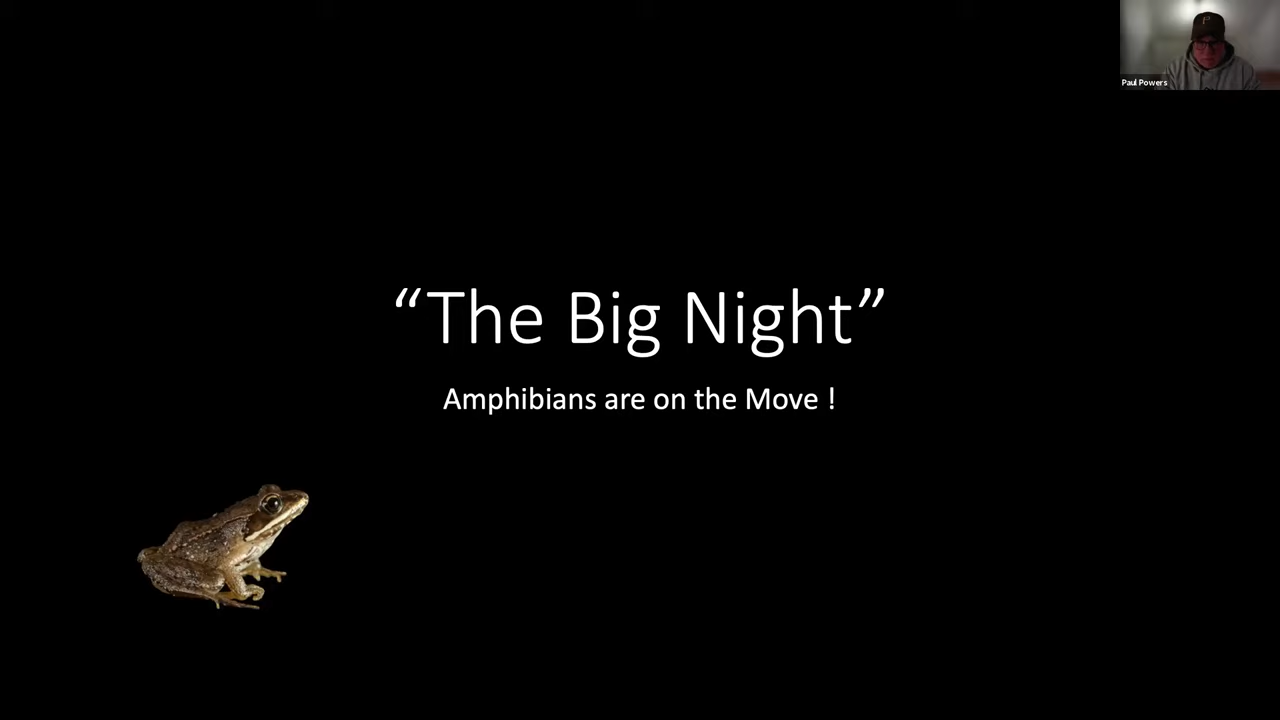 Paul Powers
“The Big Night”
Amphibians are on the Move !